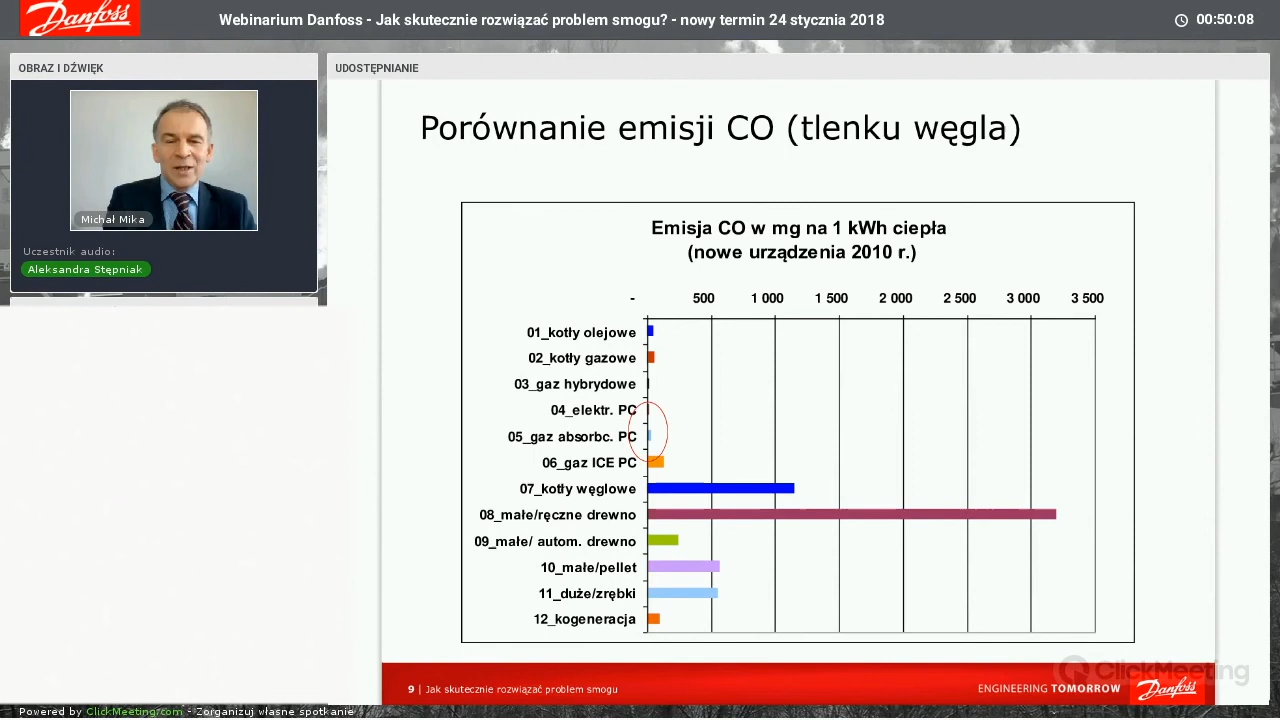 Danfoss
Webinarium Danfoss - Jak skutecznie rozwiązać problem smogu? - nowy termin 24 stycznia 2018
00:50:08
OBRAZ I DŹWIĘK
Michał Mika
Uczestnik audio:
Aleksandra Stępniak
UDOSTĘPNIANIE
Porównanie emisji CO (tlenku węgla)
Emisja CO w mg na 1 kWh ciepła
(nowe urządzenia 2010 r.)
- 500 1 000 1 500 2 000 2 500 3 000 3 500
01_kotły olejowe
02_kotły gazowe
03_gaz hybrydowe
04_elektr. PC
05_gaz absorbc. PC
06_gaz ICE PC
07_kotły węglowe
08_małe/ręczne drewno
09_małe/ autom. drewno
10_małe/pellet
11_duże/zrębki
12_kogeneracja
9 | Jak skutecznie rozwiązać problem smogu
ENGINEERING TOMORROW
Danfoss
ClickMeeting
Powered by ClickMeeting.com - Zorganizuj własne spotkanie